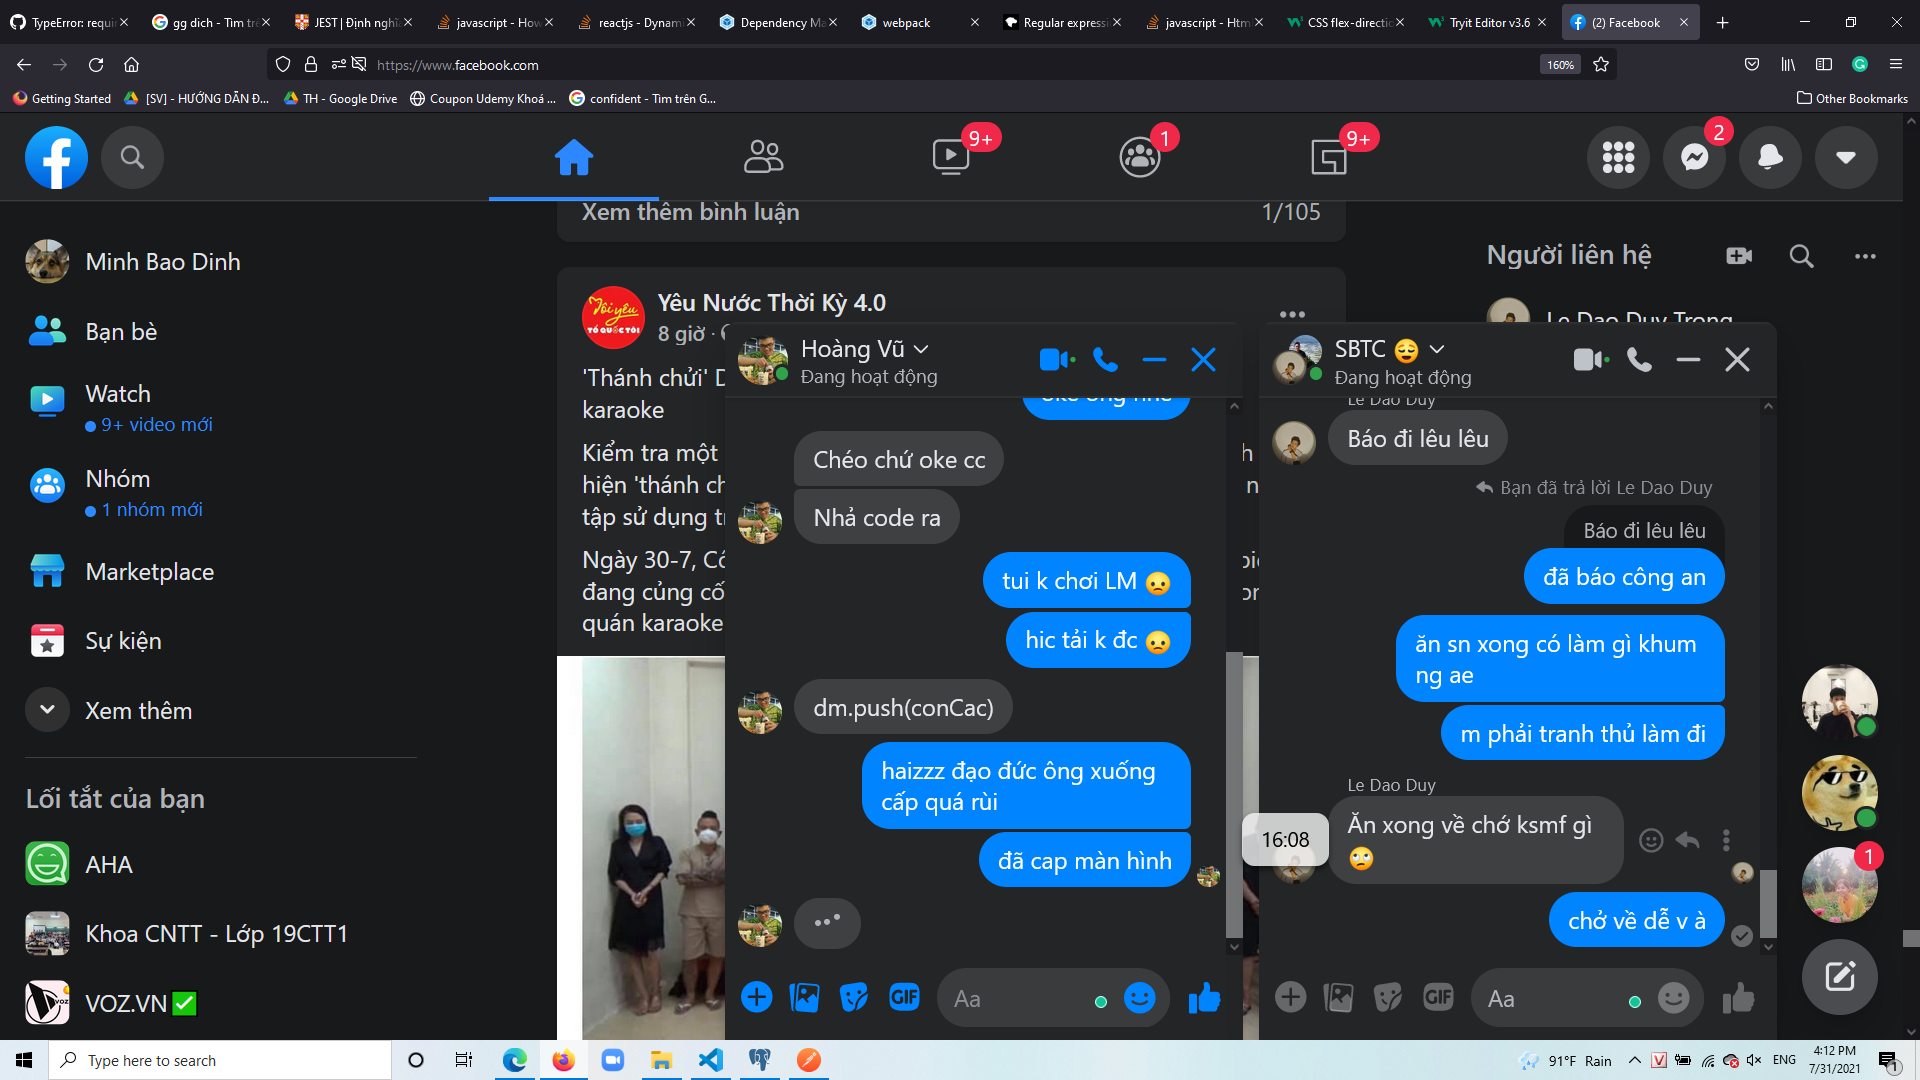 TypeError: requi
gg dich - Tìm trê
JEST | Định nghĩa
javascript - How
reactjs - Dynami
Dependency Ma
webpack
Regular expressi
javascript - Html
CSS flex-directio
Tryit Editor v3.6
(2) Facebook
https://www.facebook.com
160%
Getting Started
[SV] - HƯỚNG DẪN Đ...
TH - Google Drive
Coupon Udemy Khoá ...
confident - Tìm trên G...
Other Bookmarks
9+
1
9+
2
Minh Bao Dinh
Bạn bè
Watch
9+ video mới
Nhóm
1 nhóm mới
Marketplace
Sự kiện
Xem thêm
Lối tắt của bạn
AHA
Khoa CNTT - Lớp 19CTT1
VOZ.VN✅
Xem thêm bình luận
1/105
Yêu Nước Thời Kỳ 4.0
8 giờ ·
Tôi yêu
TỔ QUỐC TÔI
'Thánh chửi' D
karaoke
Kiểm tra một
hiện 'thánh ch
tập sử dụng t
Ngày 30-7, Cô
đang củng cố
quán karaoke
Hoàng Vũ
Đang hoạt động
Chéo chứ oke cc
Nhả code ra
tui k chơi LM 😞
hic tải k đc 😞
dm.push(conCac)
haizzz đạo đức ông xuống
cấp quá rùi
đã cap màn hình
GIF
Aa
SBTC 😌
Đang hoạt động
Le Dao Duy
Báo đi lêu lêu
Bạn đã trả lời Le Dao Duy
Báo đi lêu lêu
đã báo công an
ăn sn xong có làm gì khum
ng ae
m phải tranh thủ làm đi
Le Dao Duy
Ăn xong về chớ ksmf gì
🙄
16:08
chở về dễ v à
GIF
Aa
Người liên hệ
Le Dao Duy Trong
1
Type here to search
91°F Rain
ENG
4:12 PM
7/31/2021
1